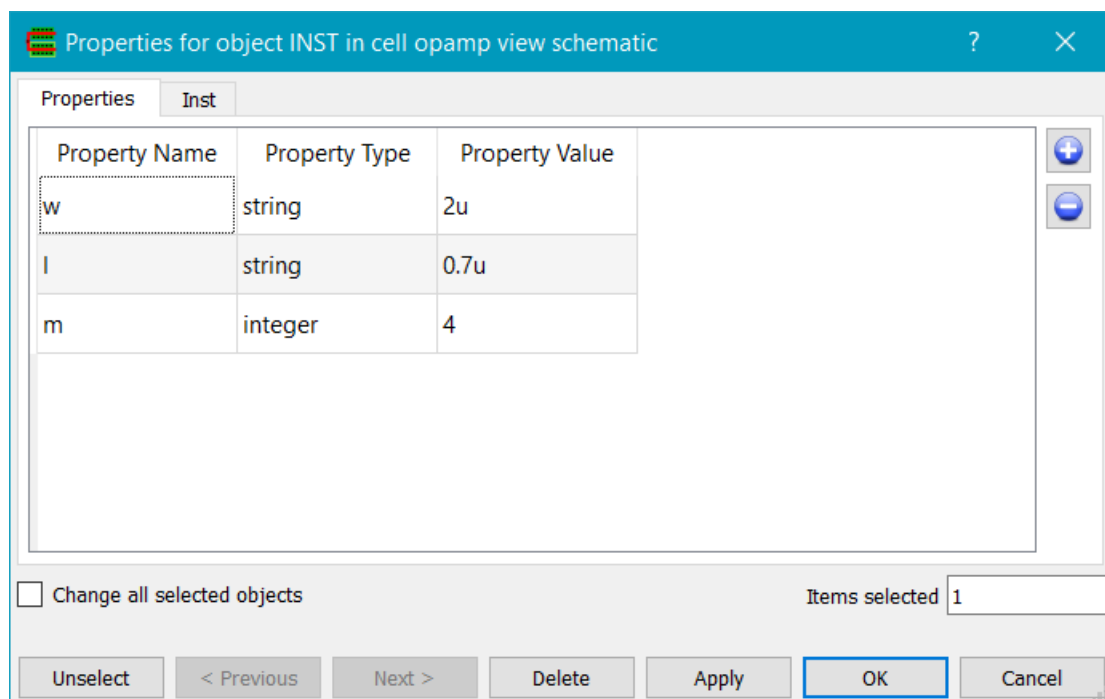 Properties for object INST in cell opamp view schematic ? ×
Properties Inst
Property Name Property Type Property Value
w string 2u
l string 0.7u
m integer 4
Change all selected objects Items selected 1
Unselect < Previous Next > Delete Apply OK Cancel